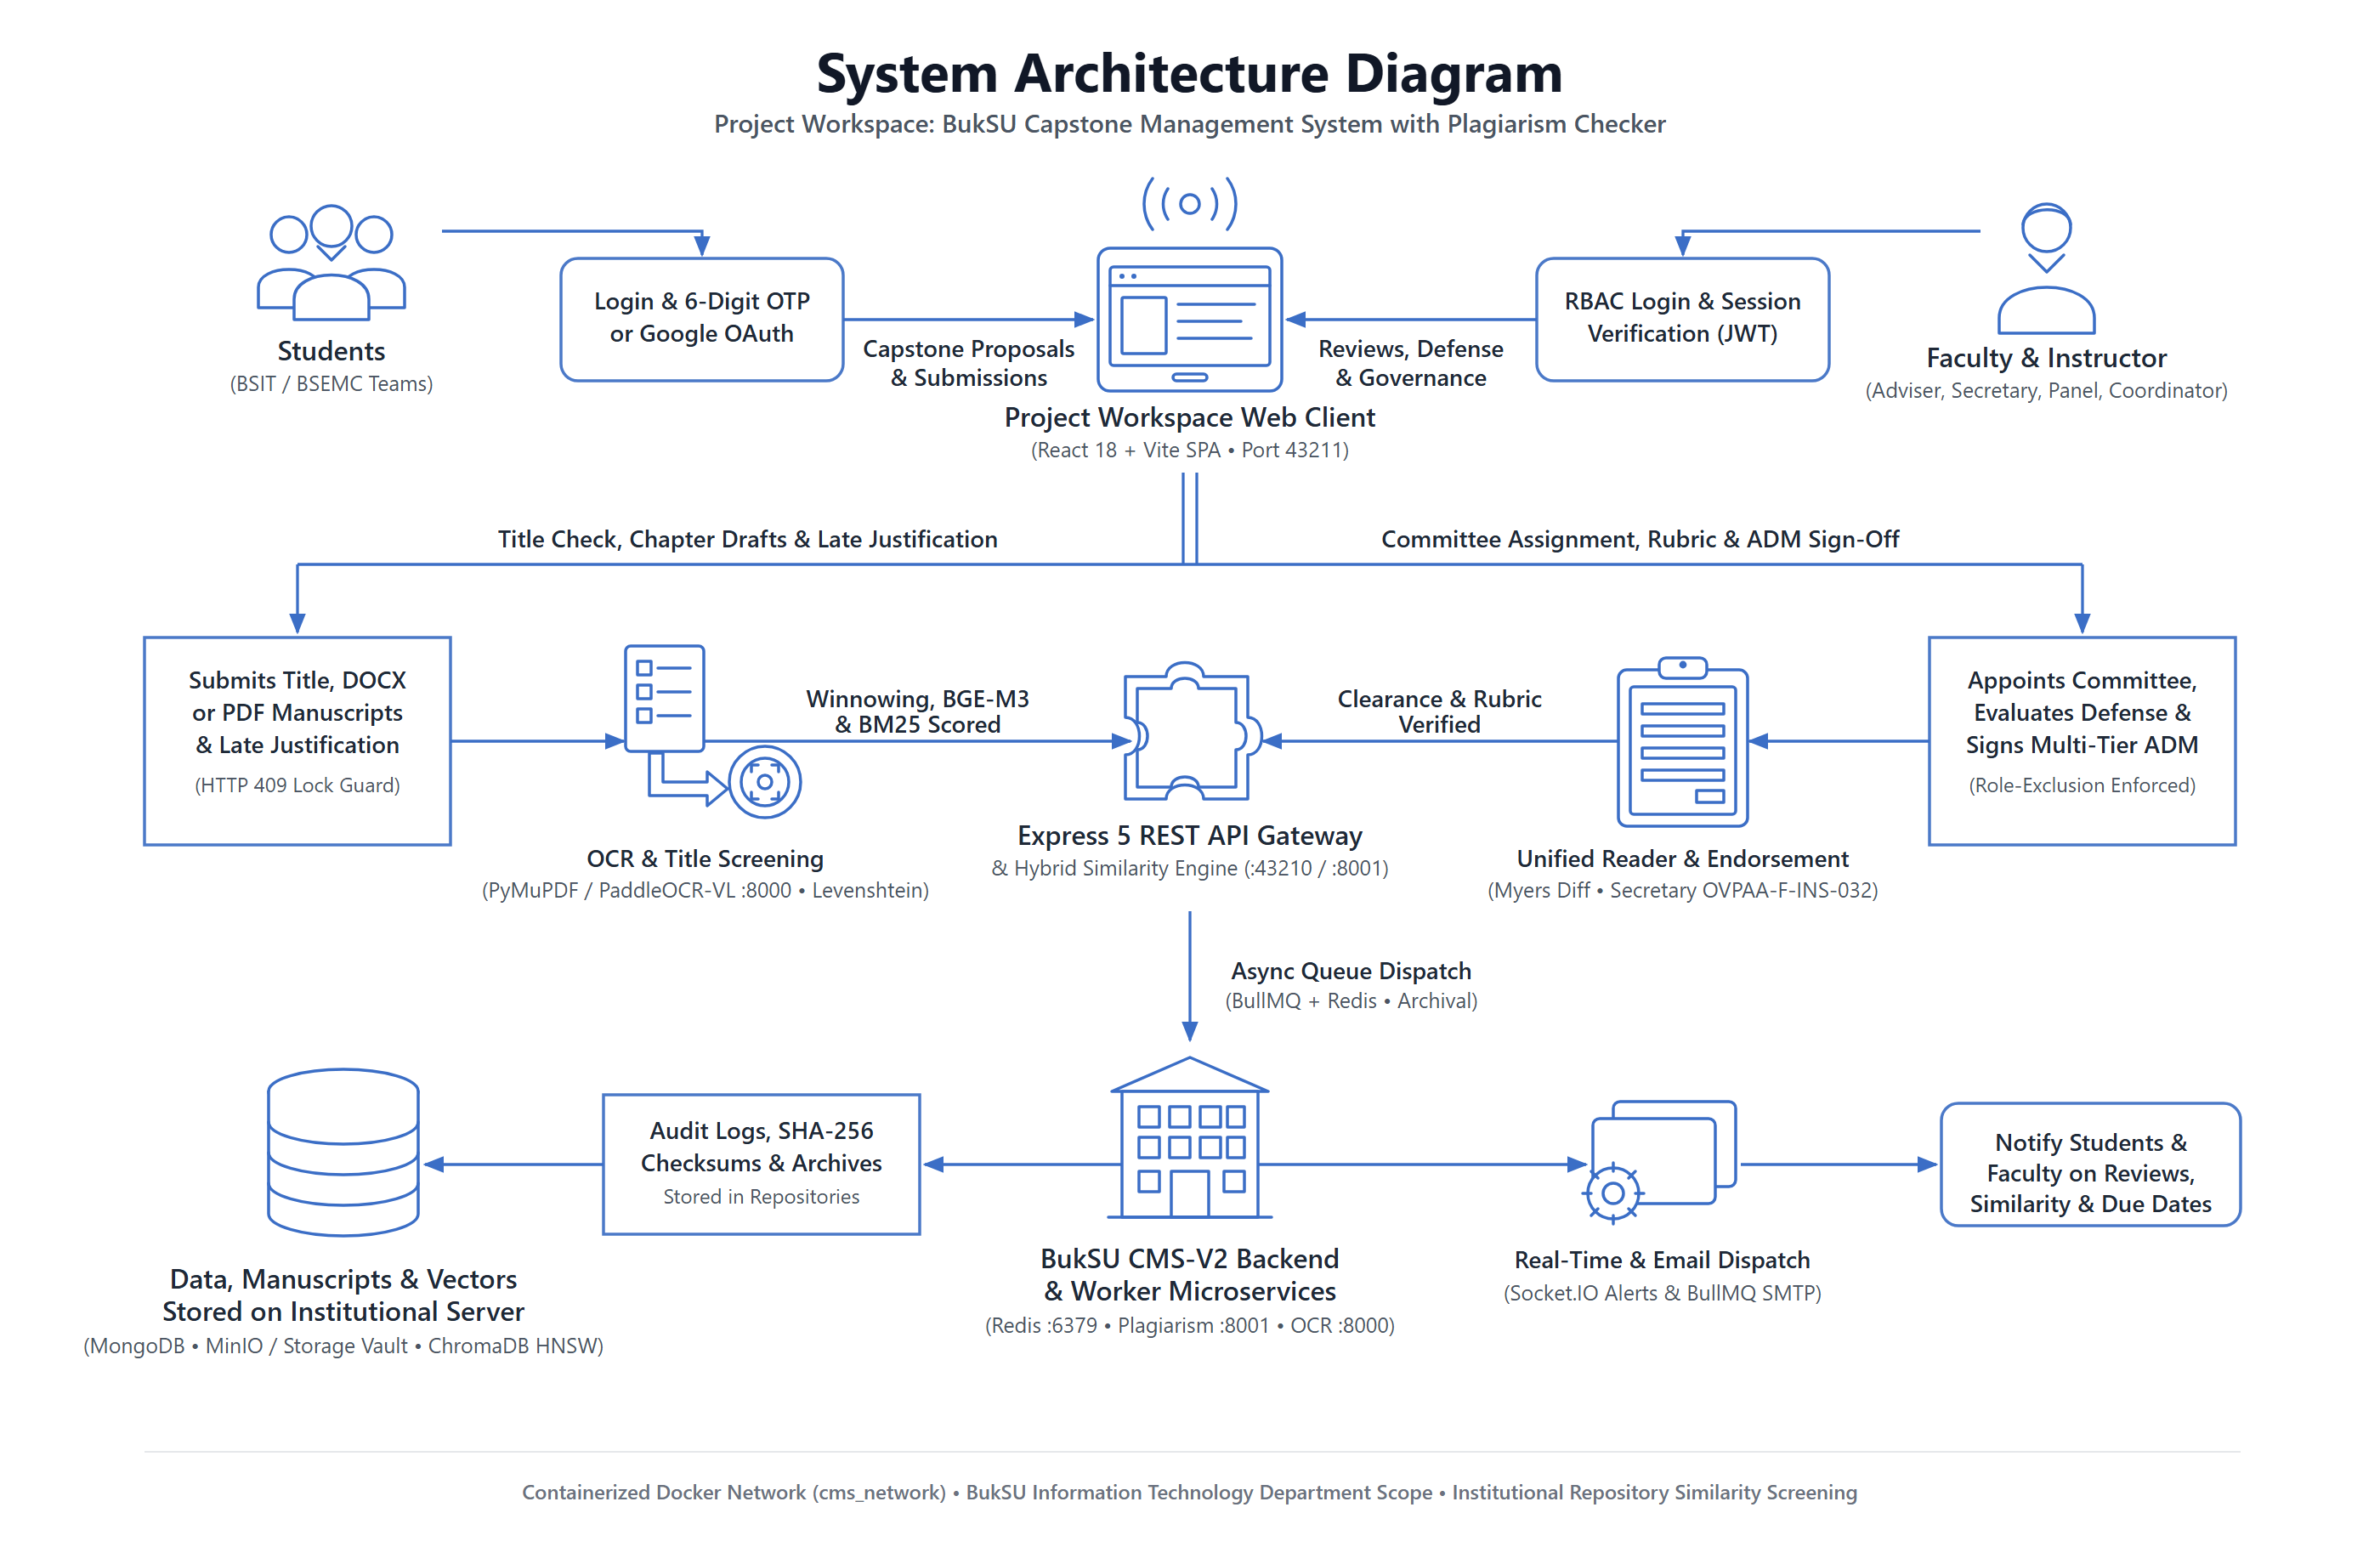 System Architecture Diagram
Project Workspace: BukSU Capstone Management System with Plagiarism Checker
Students
(BSIT / BSEMC Teams)
Login & 6-Digit OTP
or Google OAuth
Capstone Proposals
& Submissions
Project Workspace Web Client
(React 18 + Vite SPA • Port 43211)
Reviews, Defense
& Governance
RBAC Login & Session
Verification (JWT)
Faculty & Instructor
(Adviser, Secretary, Panel, Coordinator)
Title Check, Chapter Drafts & Late Justification
Committee Assignment, Rubric & ADM Sign-Off
Submits Title, DOCX
or PDF Manuscripts
& Late Justification
(HTTP 409 Lock Guard)
OCR & Title Screening
(PyMuPDF / PaddleOCR-VL :8000 • Levenshtein)
Winnowing, BGE-M3
& BM25 Scored
Express 5 REST API Gateway
& Hybrid Similarity Engine (:43210 / :8001)
Clearance & Rubric
Verified
Unified Reader & Endorsement
(Myers Diff • Secretary OVPAA-F-INS-032)
Appoints Committee,
Evaluates Defense &
Signs Multi-Tier ADM
(Role-Exclusion Enforced)
Async Queue Dispatch
(BullMQ + Redis • Archival)
Data, Manuscripts & Vectors
Stored on Institutional Server
(MongoDB • MinIO / Storage Vault • ChromaDB HNSW)
Audit Logs, SHA-256
Checksums & Archives
Stored in Repositories
BukSU CMS-V2 Backend
& Worker Microservices
(Redis :6379 • Plagiarism :8001 • OCR :8000)
Real-Time & Email Dispatch
(Socket.IO Alerts & BullMQ SMTP)
Notify Students &
Faculty on Reviews,
Similarity & Due Dates
Containerized Docker Network (cms_network) • BukSU Information Technology Department Scope • Institutional Repository Similarity Screening